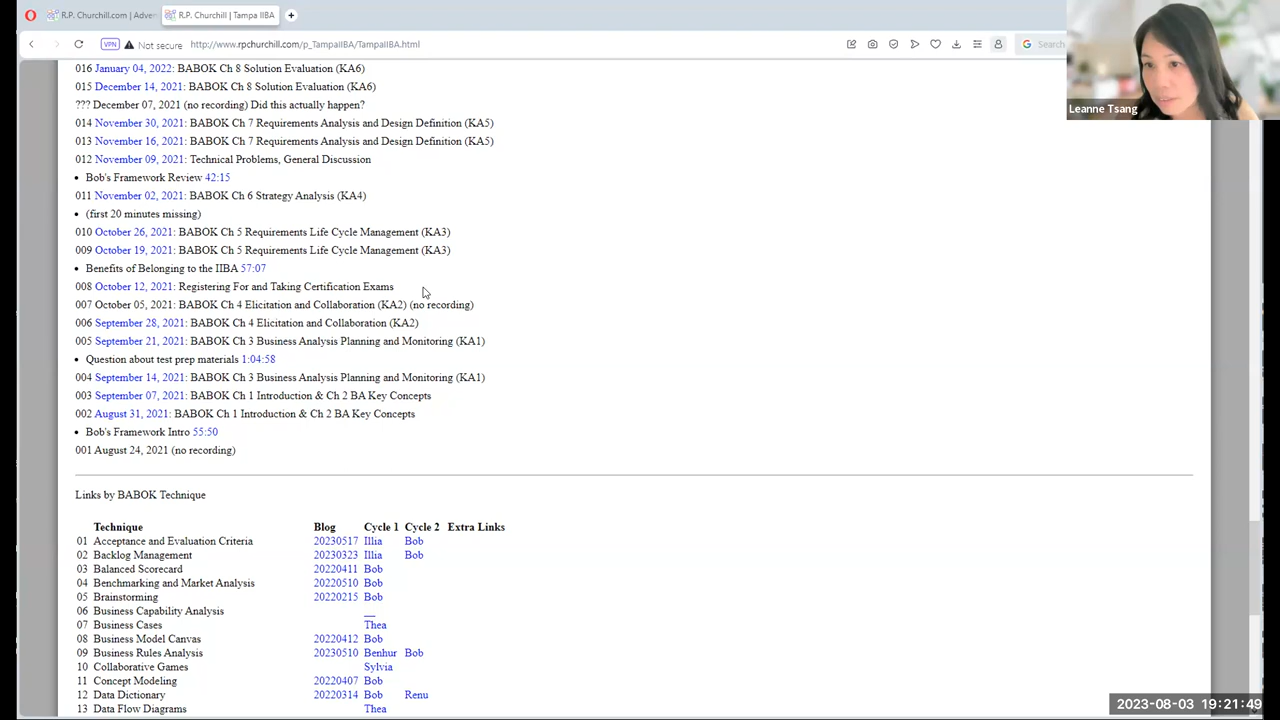 R.P. Churchill.com | Adve
R.P. Churchill | Tampa IIBA
VPN
Not secure
http://www.rpchurchill.com/p_TampaIIBA/TampaIIBA.html
Search
016 January 04, 2022: BABOK Ch 8 Solution Evaluation (KA6)
015 December 14, 2021: BABOK Ch 8 Solution Evaluation (KA6)
??? December 07, 2021 (no recording) Did this actually happen?
014 November 30, 2021: BABOK Ch 7 Requirements Analysis and Design Definition (KA5)
013 November 16, 2021: BABOK Ch 7 Requirements Analysis and Design Definition (KA5)
012 November 09, 2021: Technical Problems, General Discussion
• Bob's Framework Review 42:15
011 November 02, 2021: BABOK Ch 6 Strategy Analysis (KA4)
• (first 20 minutes missing)
010 October 26, 2021: BABOK Ch 5 Requirements Life Cycle Management (KA3)
009 October 19, 2021: BABOK Ch 5 Requirements Life Cycle Management (KA3)
• Benefits of Belonging to the IIBA 57:07
008 October 12, 2021: Registering For and Taking Certification Exams
007 October 05, 2021: BABOK Ch 4 Elicitation and Collaboration (KA2) (no recording)
006 September 28, 2021: BABOK Ch 4 Elicitation and Collaboration (KA2)
005 September 21, 2021: BABOK Ch 3 Business Analysis Planning and Monitoring (KA1)
• Question about test prep materials 1:04:58
004 September 14, 2021: BABOK Ch 3 Business Analysis Planning and Monitoring (KA1)
003 September 07, 2021: BABOK Ch 1 Introduction & Ch 2 BA Key Concepts
002 August 31, 2021: BABOK Ch 1 Introduction & Ch 2 BA Key Concepts
• Bob's Framework Intro 55:50
001 August 24, 2021 (no recording)
Links by BABOK Technique
Technique Blog Cycle 1 Cycle 2 Extra Links
01 Acceptance and Evaluation Criteria 20230517 Illia Bob
02 Backlog Management 20230323 Illia Bob
03 Balanced Scorecard 20220411 Bob
04 Benchmarking and Market Analysis 20220510 Bob
05 Brainstorming 20220215 Bob
06 Business Capability Analysis __
07 Business Cases Thea
08 Business Model Canvas 20220412 Bob
09 Business Rules Analysis 20230510 Benhur Bob
10 Collaborative Games Sylvia
11 Concept Modeling 20220407 Bob
12 Data Dictionary 20220314 Bob Renu
13 Data Flow Diagrams Thea
Leanne Tsang
2023-08-03 19:21:49